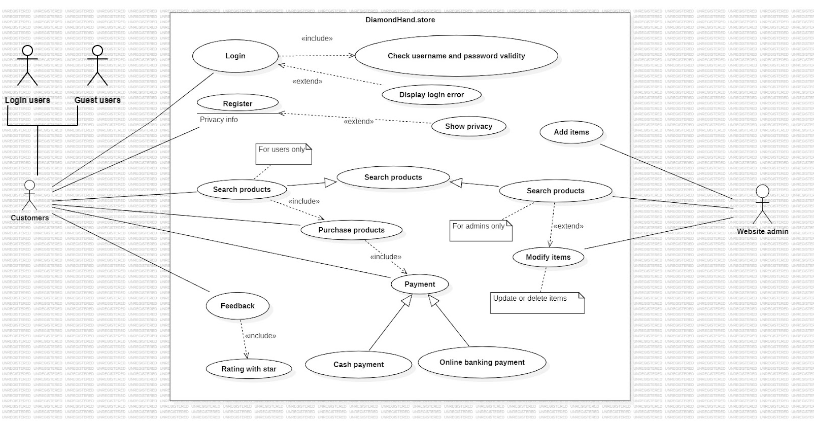 DiamondHand.store
Login
«include»
Check username and password validity
«extend»
Display login error
Login users
Guest users
Register
Privacy info
«extend»
Show privacy
Add items
For users only
Search products
Search products
Search products
Customers
«include»
Purchase products
For admins only
«extend»
Website admin
«include»
Modify items
Payment
Update or delete items
Feedback
«include»
Rating with star
Cash payment
Online banking payment